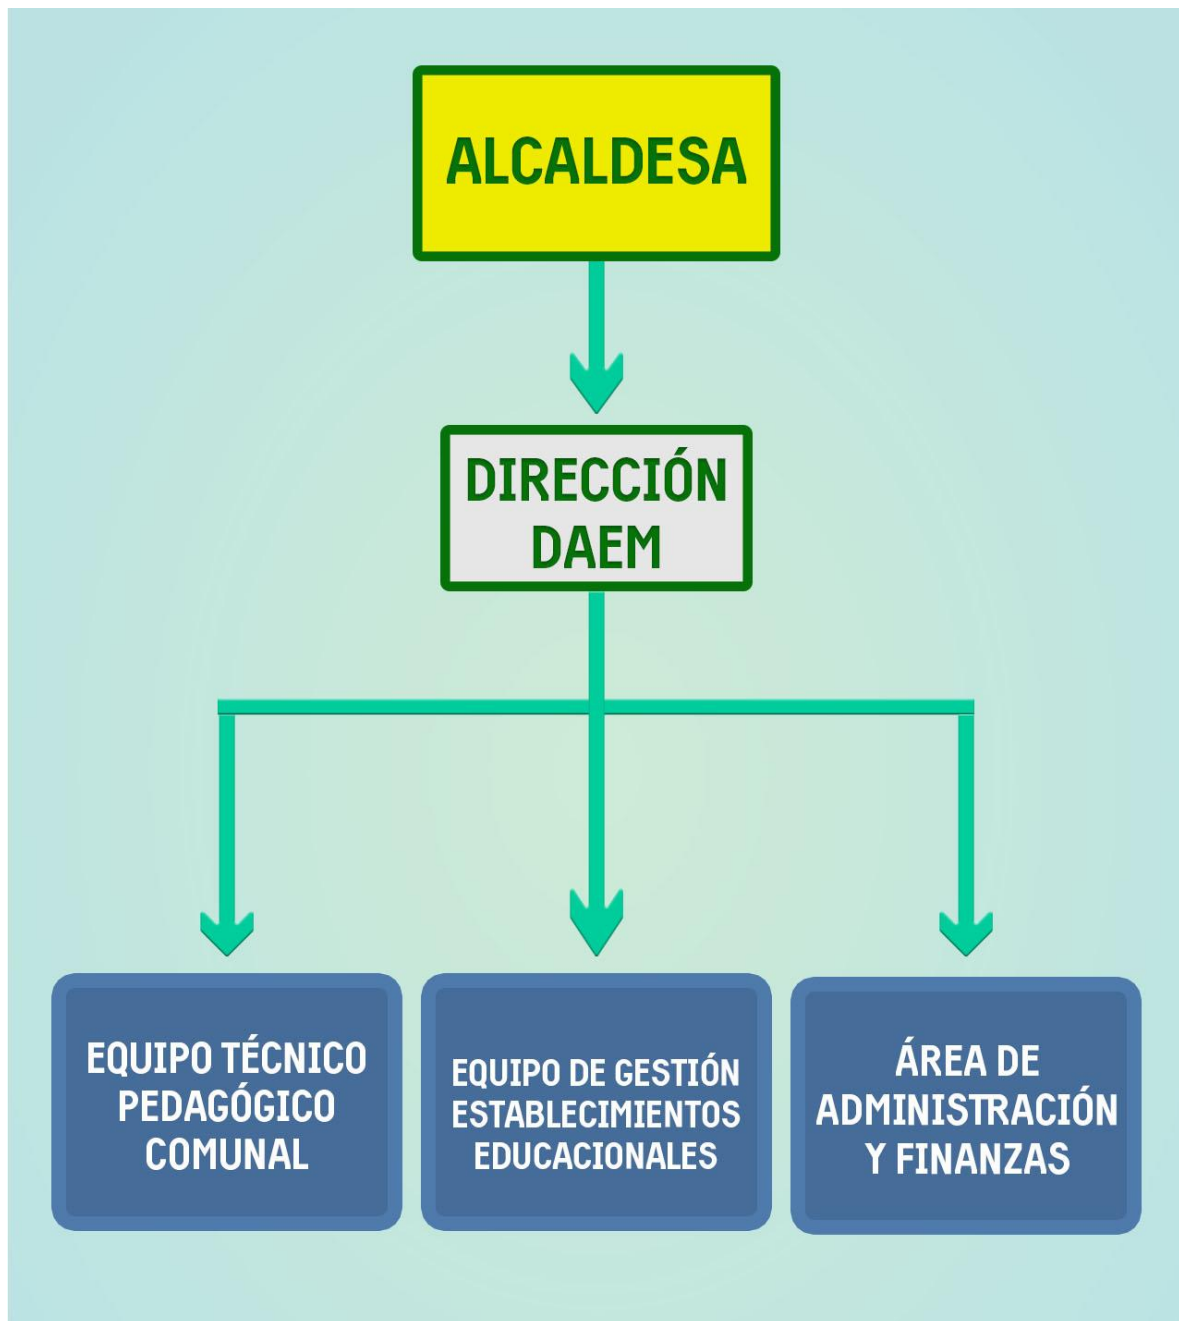 ALCALDESA
DIRECCIÓN
DAEM
EQUIPO TÉCNICO
PEDAGÓGICO
COMUNAL
EQUIPO DE GESTIÓN
ESTABLECIMIENTOS
EDUCACIONALES
ÁREA DE
ADMINISTRACIÓN
Y FINANZAS